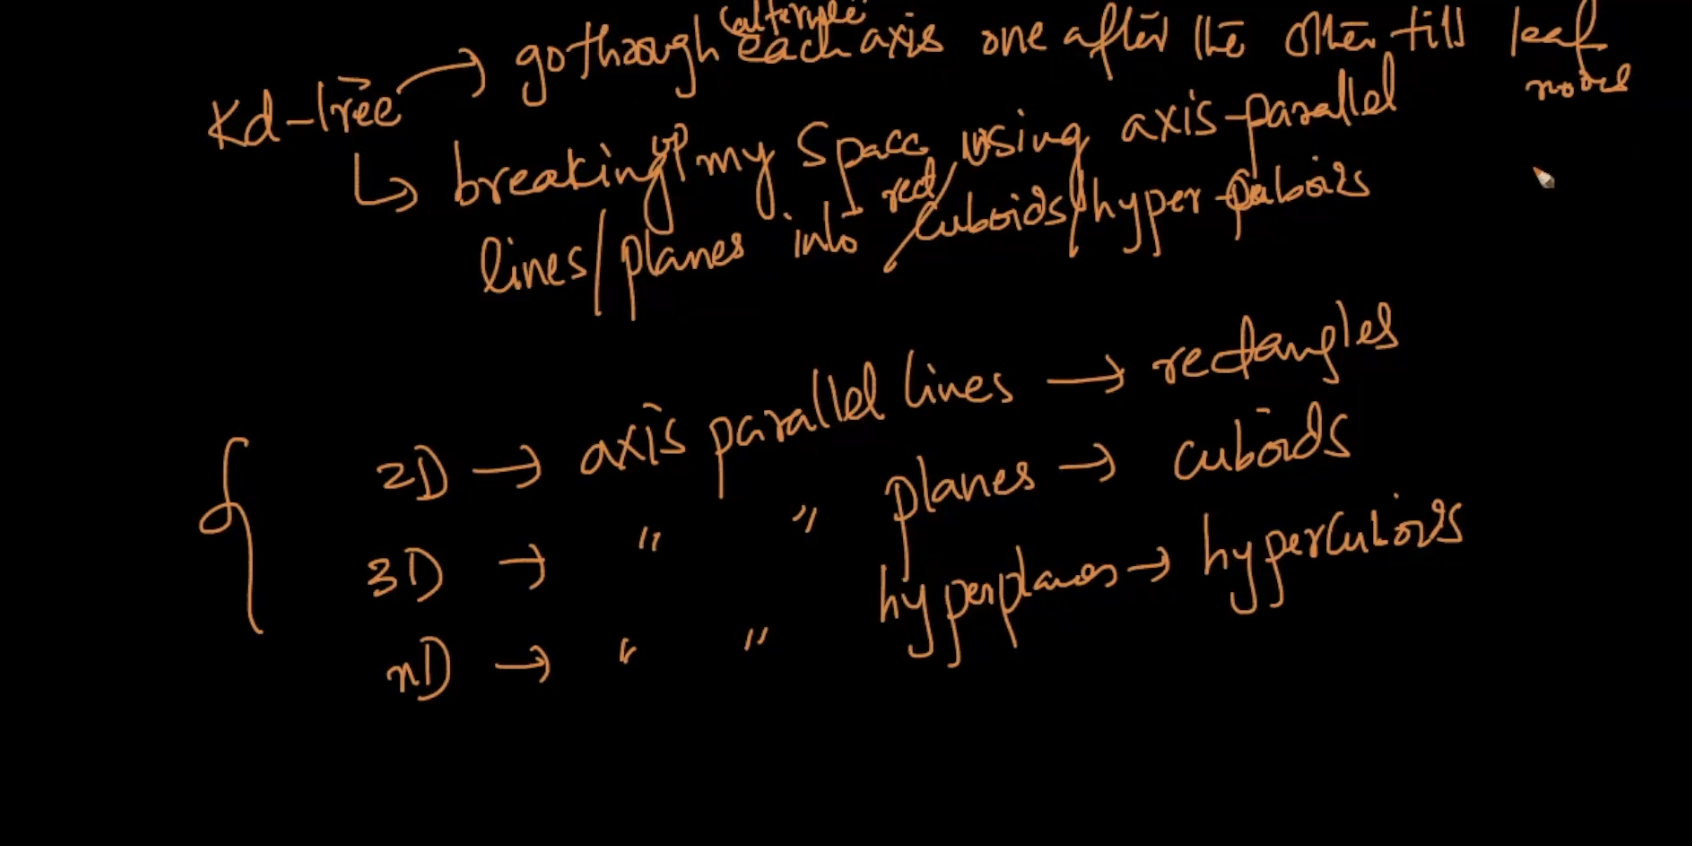 (alternate
Kd-tree → go through each axis one after the other till leaf
nodes
↳ breaking up my space using axis-parallel
lines/planes into rect/cuboids/hyper-cuboids
2D → axis parallel lines → rectangles
3D → " " planes → cuboids
nD → " " hyperplanes → hypercuboids